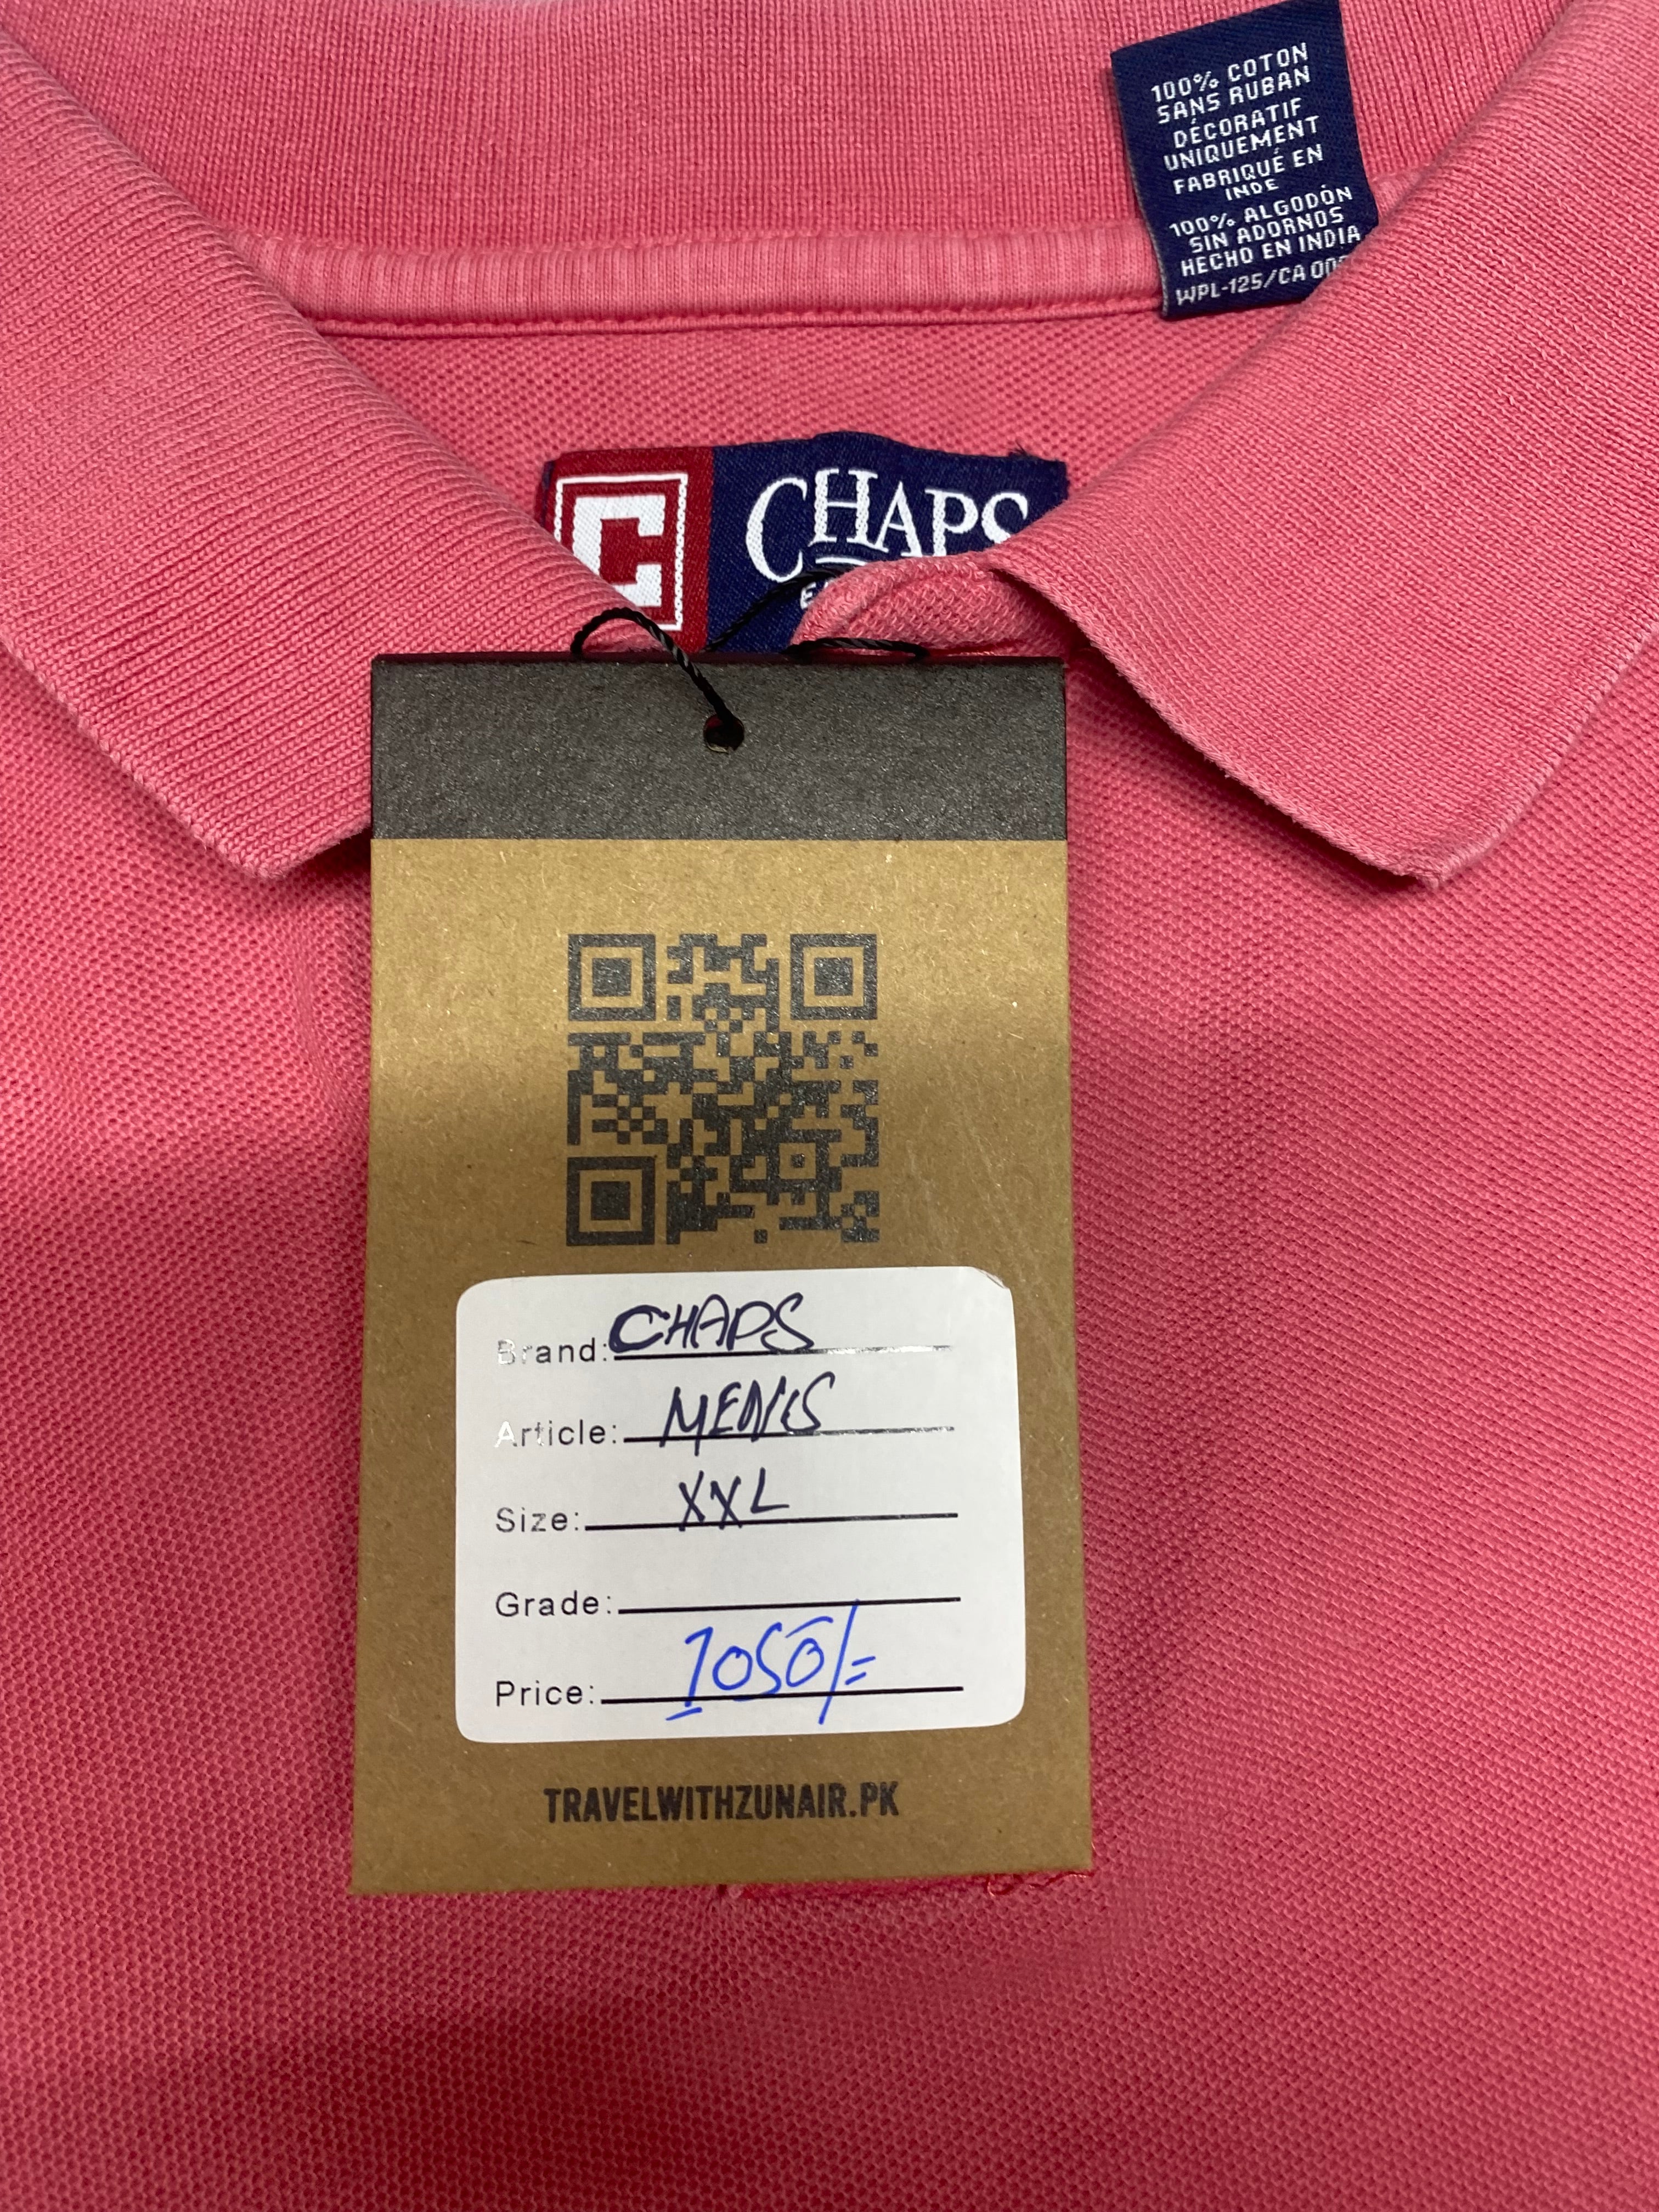 100% COTON
SANS RUBAN
DÉCORATIF
UNIQUEMENT
FABRIQUÉ EN
INDE
100% ALGODÓN
SIN ADORNOS
HECHO EN INDIA
WPL-125/CA
C CHAPS
Brand: CHAPS
Article: MENS
Size: XXL
Grade:
Price: 1050/=
TRAVELWITHZUNAIR.PK